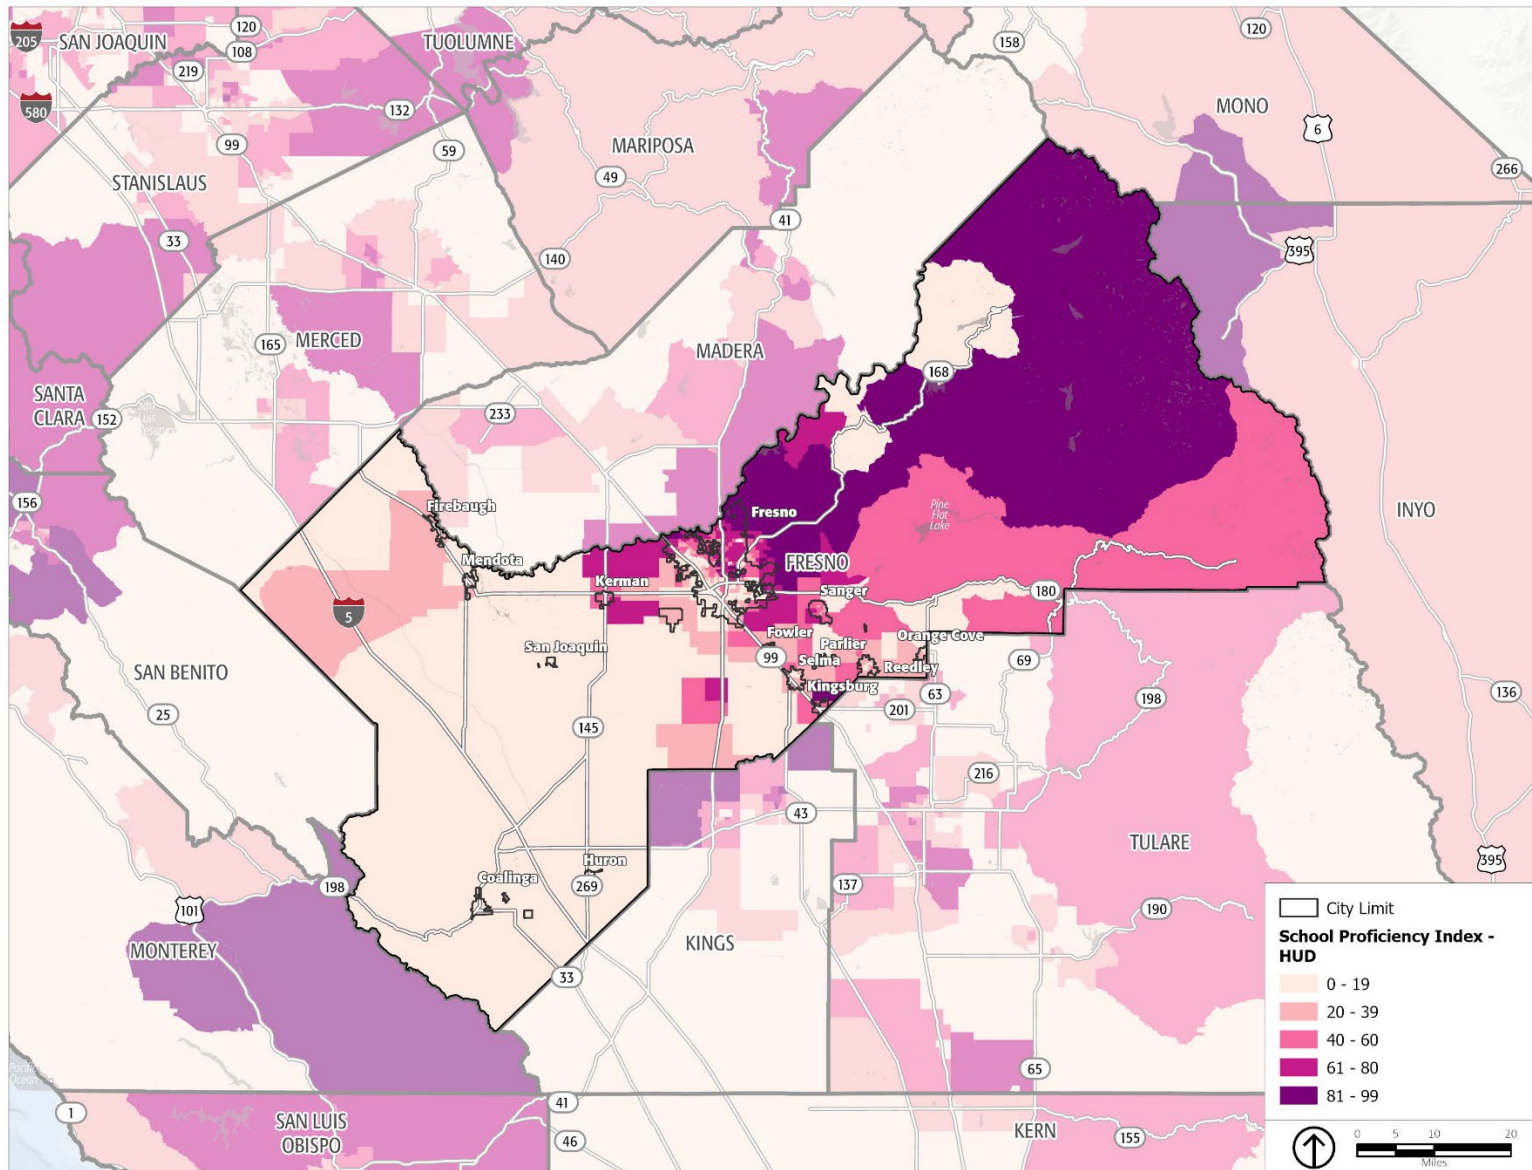 205
SAN JOAQUIN
120
108
TUOLUMNE
158
120
219
580
132
MONO
6
99
59
MARIPOSA
266
49
STANISLAUS
41
33
395
140
165
MERCED
MADERA
168
SANTA
CLARA
152
233
156
Firebaugh
Fresno
Pine
Flat
Lake
INYO
Mendota
FRESNO
Kerman
Sanger
180
5
Fowler
Orange Cove
San Joaquin
Parlier
99
Selma
Reedley
69
SAN BENITO
Kingsburg
63
198
136
25
145
201
216
43
TULARE
395
Huron
Coalinga
198
269
137
101
190
MONTEREY
KINGS
33
Pacific
Ocean
65
1
41
SAN LUIS
OBISPO
46
KERN
155
City Limit
School Proficiency Index -
HUD
0 - 19
20 - 39
40 - 60
61 - 80
81 - 99
0 5 10 20
Miles